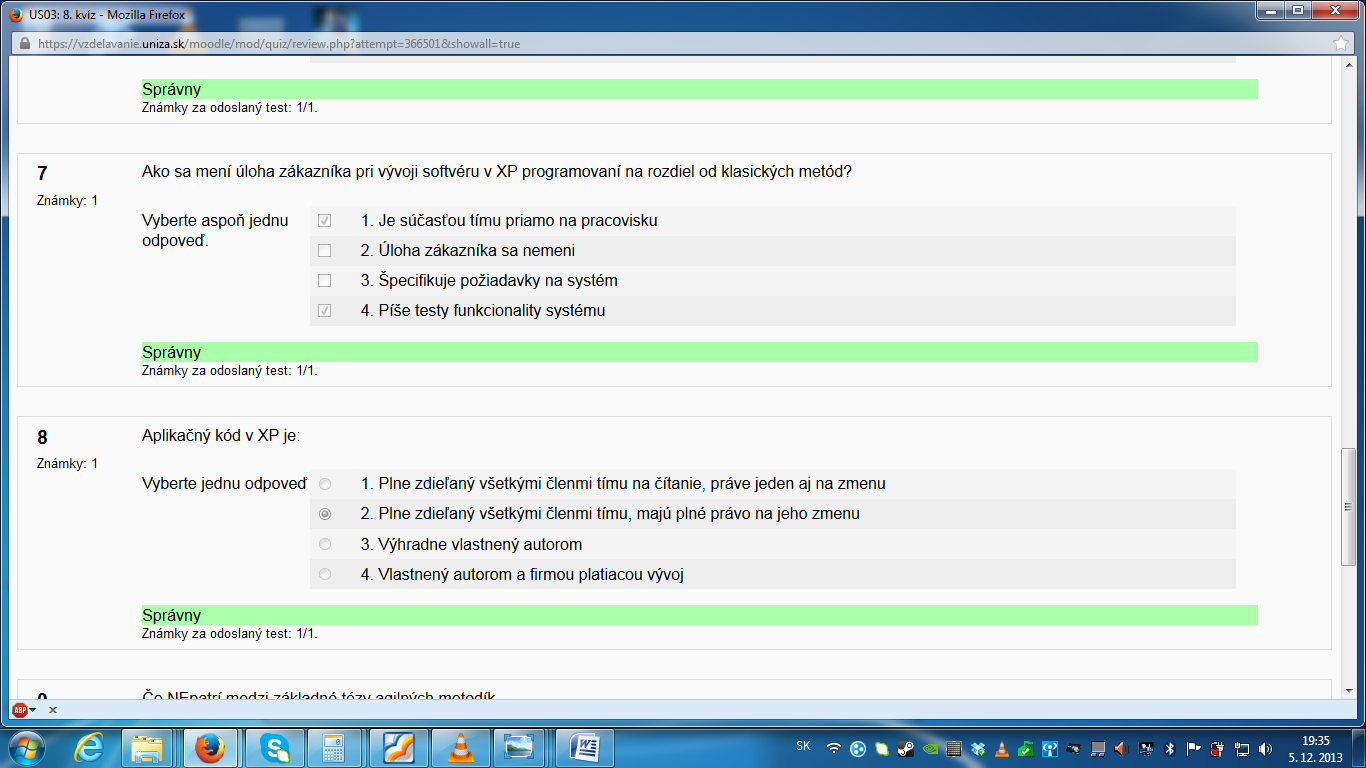 US03: 8. kvíz - Mozilla Firefox
https://vzdelavanie.uniza.sk/moodle/mod/quiz/review.php?attempt=366501&showall=true
Správny
Známky za odoslaný test: 1/1.
7
Ako sa mení úloha zákazníka pri vývoji softvéru v XP programovaní na rozdiel od klasických metód?
Známky: 1
Vyberte aspoň jednu odpoveď.
1. Je súčasťou tímu priamo na pracovisku
2. Úloha zákazníka sa nemeni
3. Špecifikuje požiadavky na systém
4. Píše testy funkcionality systému
Správny
Známky za odoslaný test: 1/1.
8
Aplikačný kód v XP je:
Známky: 1
Vyberte jednu odpoveď
1. Plne zdieľaný všetkými členmi tímu na čítanie, práve jeden aj na zmenu
2. Plne zdieľaný všetkými členmi tímu, majú plné právo na jeho zmenu
3. Výhradne vlastnený autorom
4. Vlastnený autorom a firmou platiacou vývoj
Správny
Známky za odoslaný test: 1/1.
9
Čo NEpatrí medzi základné tézy agilných metodík
ABP
SK
19:35
5. 12. 2013